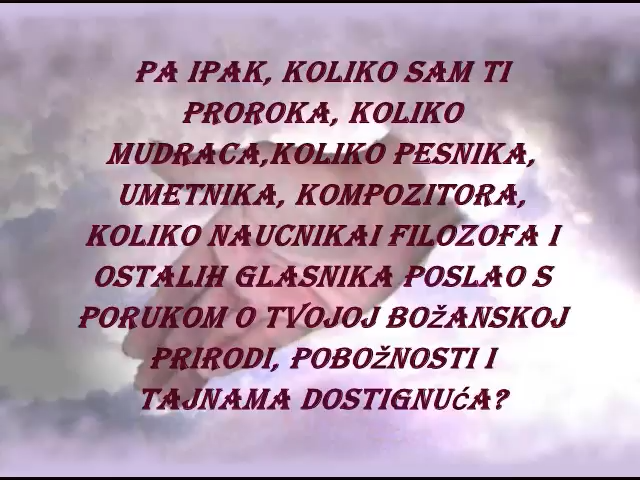 PA IPAK, KOLIKO SAM TI
PROROKA, KOLIKO
MUDRACA,KOLIKO PESNIKA,
UMETNIKA, KOMPOZITORA,
KOLIKO NAUCNIKAI FILOZOFA I
OSTALIH GLASNIKA POSLAO S
PORUKOM O TVOJOJ BOŽANSKOJ
PRIRODI, POBOŽNOSTI I
TAJNAMA DOSTIGNUĆA?